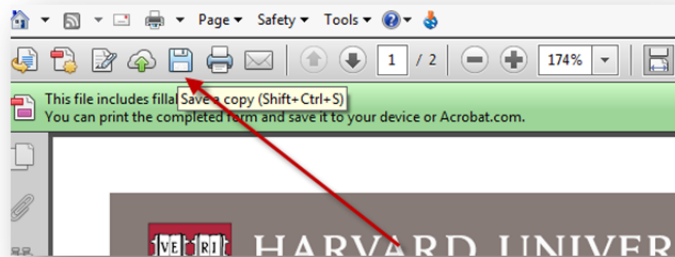 Page Safety Tools
1 / 2 174%
This file includes filla
Save a copy (Shift+Ctrl+S)
You can print the completed form and save it to your device or Acrobat.com.
VE RI
HARVARD UNIVER